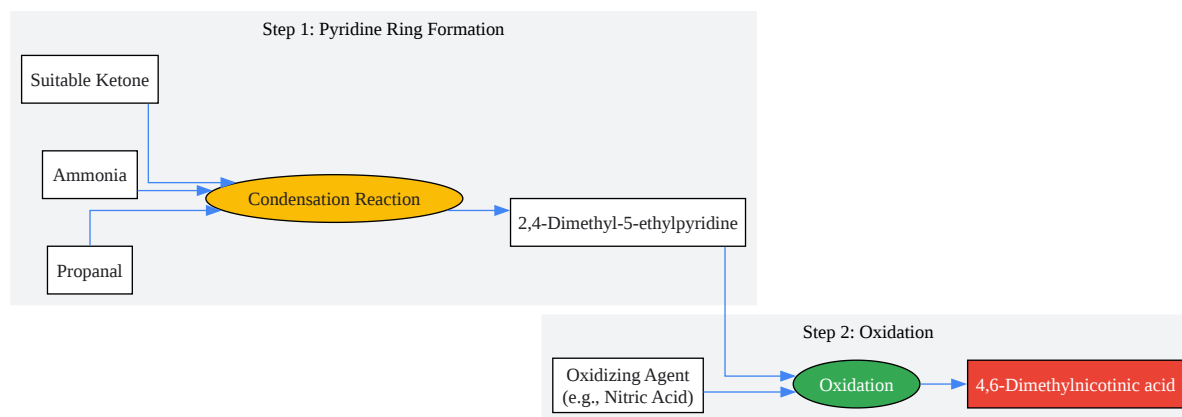 Step 1: Pyridine Ring Formation
Suitable Ketone
Ammonia
Condensation Reaction
2,4-Dimethyl-5-ethylpyridine
Propanal
Step 2: Oxidation
Oxidizing Agent
(e.g., Nitric Acid)
Oxidation
4,6-Dimethylnicotinic acid